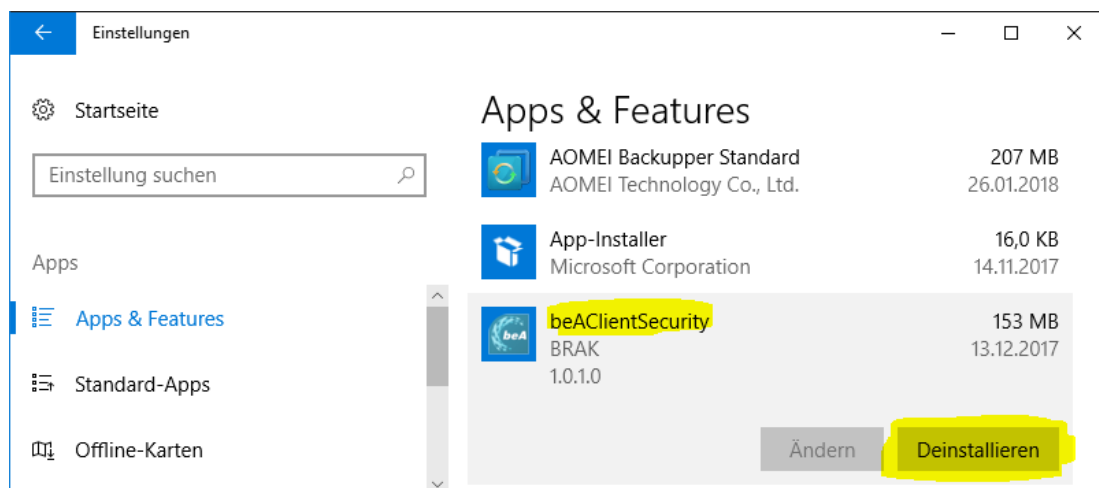 Einstellungen
Startseite
Einstellung suchen
Apps
Apps & Features
Standard-Apps
Offline-Karten
Apps & Features
AOMEI Backupper Standard 207 MB
AOMEI Technology Co., Ltd. 26.01.2018
App-Installer 16,0 KB
Microsoft Corporation 14.11.2017
beA
beAClientSecurity 153 MB
BRAK 13.12.2017
1.0.1.0
Ändern Deinstallieren